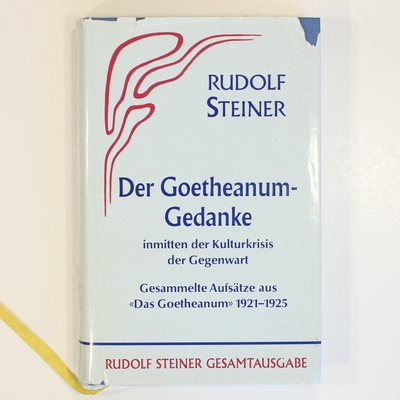 RUDOLF
STEINER
Der Goetheanum-
Gedanke
inmitten der Kulturkrisis
der Gegenwart
Gesammelte Aufsätze aus
«Das Goetheanum» 1921–1925
RUDOLF STEINER GESAMTAUSGABE